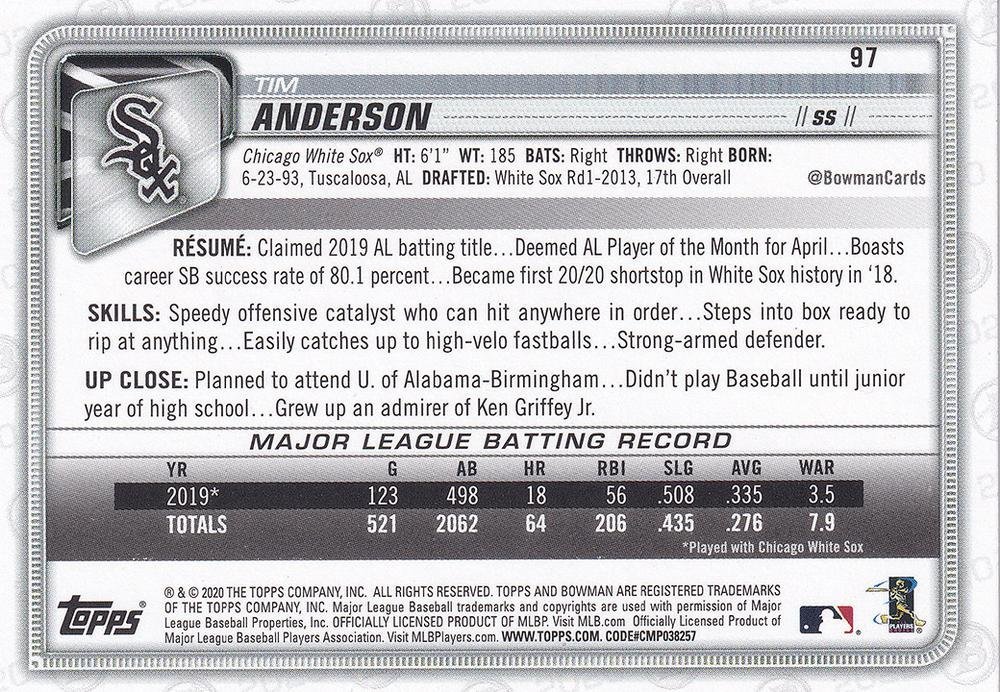 97
TIM
ANDERSON // SS //
Sox
Chicago White Sox® HT: 6'1" WT: 185 BATS: Right THROWS: Right BORN:
6-23-93, Tuscaloosa, AL DRAFTED: White Sox Rd1-2013, 17th Overall @BowmanCards
RÉSUMÉ: Claimed 2019 AL batting title...Deemed AL Player of the Month for April...Boasts
career SB success rate of 80.1 percent...Became first 20/20 shortstop in White Sox history in '18.
SKILLS: Speedy offensive catalyst who can hit anywhere in order...Steps into box ready to
rip at anything...Easily catches up to high-velo fastballs...Strong-armed defender.
UP CLOSE: Planned to attend U. of Alabama-Birmingham...Didn't play Baseball until junior
year of high school...Grew up an admirer of Ken Griffey Jr.
MAJOR LEAGUE BATTING RECORD
YR G AB HR RBI SLG AVG WAR
2019* 123 498 18 56 .508 .335 3.5
TOTALS 521 2062 64 206 .435 .276 7.9
*Played with Chicago White Sox
topps®
® & © 2020 THE TOPPS COMPANY, INC. ALL RIGHTS RESERVED. TOPPS AND BOWMAN ARE REGISTERED TRADEMARKS
OF THE TOPPS COMPANY, INC. Major League Baseball trademarks and copyrights are used with permission of Major
League Baseball Properties, Inc. OFFICIALLY LICENSED PRODUCT OF MLBP. Visit MLB.com Officially Licensed Product of
Major League Baseball Players Association. Visit MLBPlayers.com. WWW.TOPPS.COM. CODE#CMP038257
PLAYERS